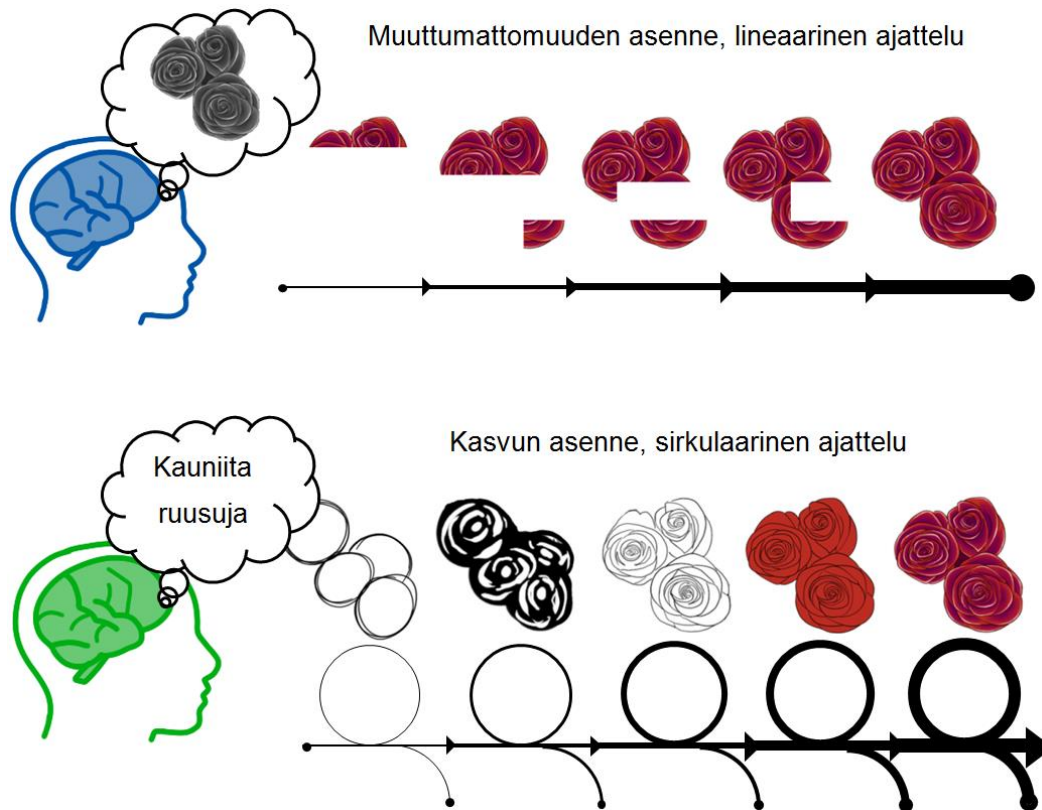 Muuttumattomuuden asenne, lineaarinen ajattelu
Kasvun asenne, sirkulaarinen ajattelu
Kauniita
ruusuja